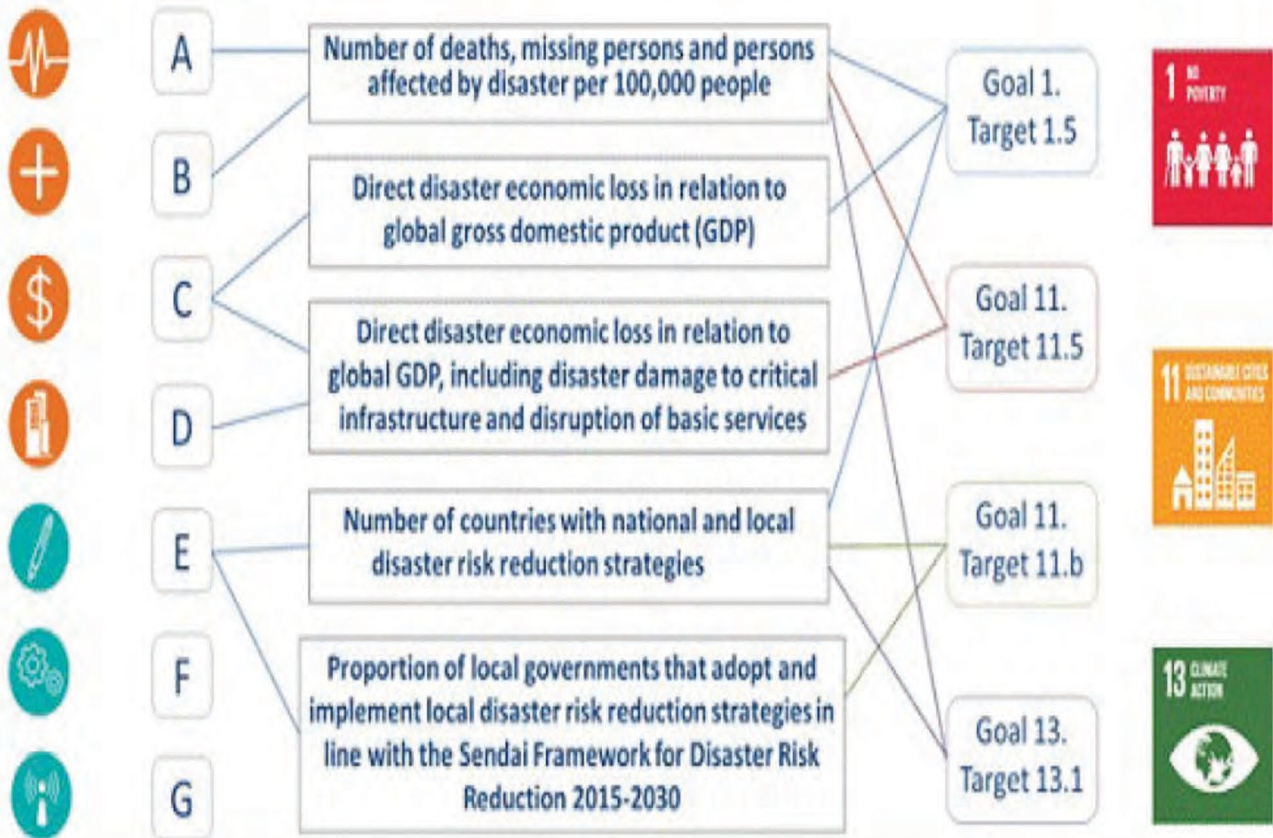 A
B
C
D
E
F
G
Number of deaths, missing persons and persons
affected by disaster per 100,000 people
Direct disaster economic loss in relation to
global gross domestic product (GDP)
Direct disaster economic loss in relation to
global GDP, including disaster damage to critical
infrastructure and disruption of basic services
Number of countries with national and local
disaster risk reduction strategies
Proportion of local governments that adopt and
implement local disaster risk reduction strategies in
line with the Sendai Framework for Disaster Risk
Reduction 2015-2030
Goal 1.
Target 1.5
Goal 11.
Target 11.5
Goal 11.
Target 11.b
Goal 13.
Target 13.1
1 NO
POVERTY
11 SUSTAINABLE CITIES
AND COMMUNITIES
13 CLIMATE
ACTION
$